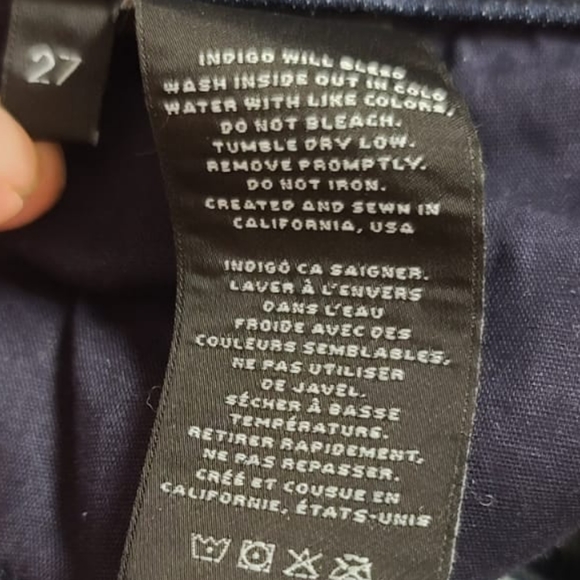 27
INDIGO WILL BLEED
WASH INSIDE OUT IN COLD
WATER WITH LIKE COLORS,
DO NOT BLEACH.
TUMBLE DRY LOW.
REMOVE PROMPTLY.
DO NOT IRON.
CREATED AND SEWN IN
CALIFORNIA, USA
INDIGO CA SAIGNER.
LAVER À L'ENVERS
DANS L'EAU
FROIDE AVEC DES
COULEURS SEMBLABLES,
NE PAS UTILISER
DE JAVEL.
SÉCHER À BASSE
TEMPÉRATURE.
RETIRER RAPIDEMENT,
NE PAS REPASSER.
CRÉÉ ET COUSUE EN
CALIFORNIE, ÉTATS-UNIS